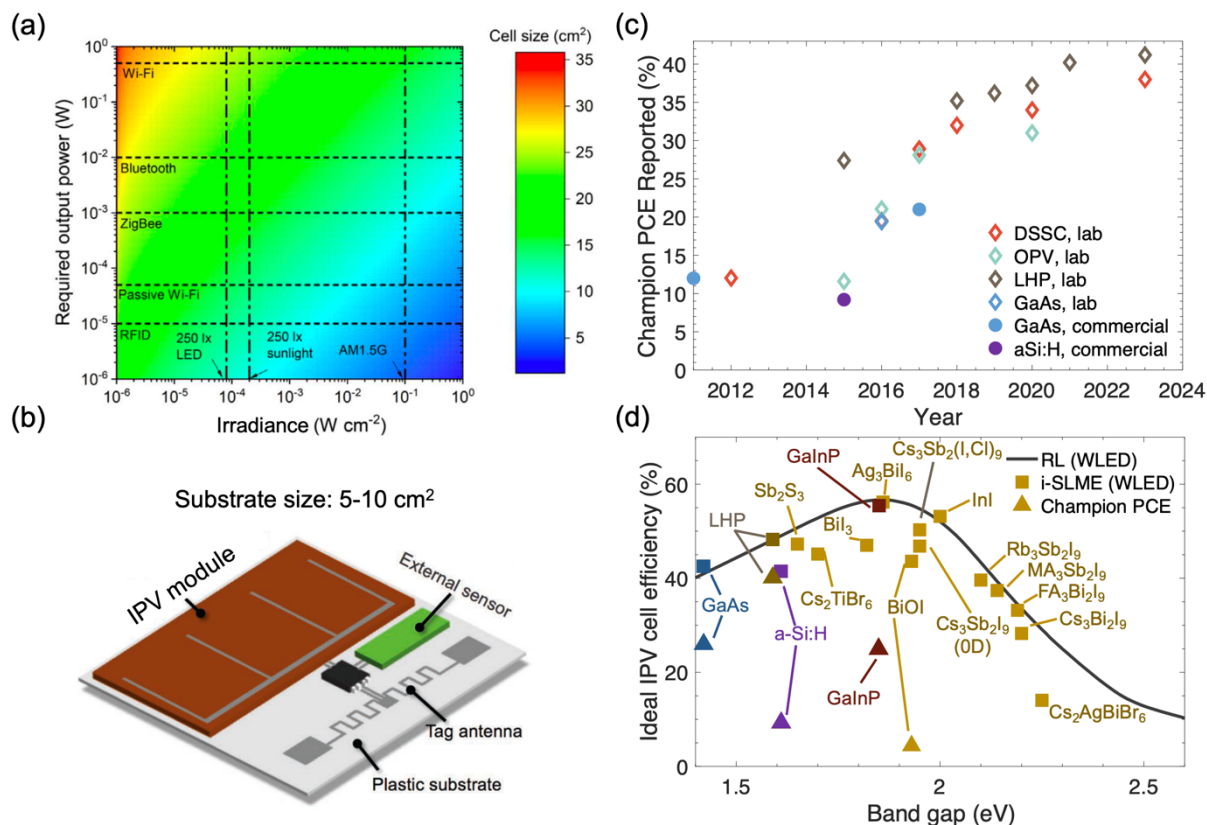 (a)
Cell size (cm²)
10⁰
10⁻¹
10⁻²
10⁻³
10⁻⁴
10⁻⁵
10⁻⁶
Required output power (W)
Wi-Fi
Bluetooth
ZigBee
Passive Wi-Fi
RFID
250 lx
LED
250 lx
sunlight
AM1.5G
10⁻⁶
10⁻⁵
10⁻⁴
10⁻³
10⁻²
10⁻¹
10⁰
Irradiance (W cm⁻²)
35
30
25
20
15
10
5
(b)
Substrate size: 5-10 cm²
IPV module
External sensor
Tag antenna
Plastic substrate
(c)
Champion PCE Reported (%)
40
35
30
25
20
15
10
5
0
DSSC, lab
OPV, lab
LHP, lab
GaAs, lab
GaAs, commercial
aSi:H, commercial
2012 2014 2016 2018 2020 2022 2024
Year
(d)
Ideal IPV cell efficiency (%)
60
40
20
0
RL (WLED)
i-SLME (WLED)
Champion PCE
GaAs
LHP
Sb₂S₃
a-Si:H
Cs₂TiBr₆
BiI₃
GaInP
Ag₃BiI₆
Cs₃Sb₂(I,Cl)₉
InI
BiOI
GaInP
Cs₃Sb₂I₉
(0D)
Rb₃Sb₂I₉
MA₃Sb₂I₉
FA₃Bi₂I₉
Cs₃Bi₂I₉
Cs₂AgBiBr₆
1.5 2 2.5
Band gap (eV)